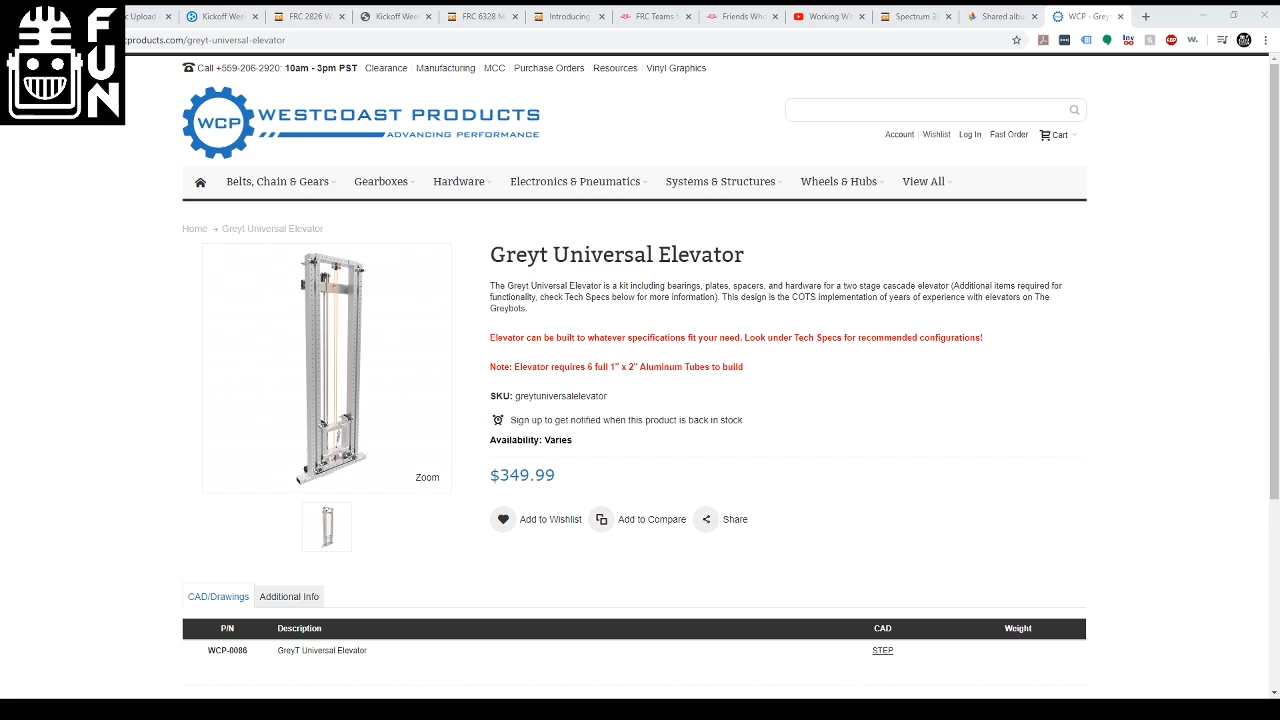 FUN
Upload
Kickoff Wee
FRC 2826 W
Kickoff Wee
FRC 6328 M
Introducing
FRC Teams f
Friends Who
Working Wi
Spectrum 3
Shared albu
WCP - Grey
products.com/greyt-universal-elevator
Call +559-206-2920: 10am - 3pm PST Clearance Manufacturing MCC Purchase Orders Resources Vinyl Graphics
WCP WESTCOAST PRODUCTS
ADVANCING PERFORMANCE
Account Wishlist Log In Fast Order Cart
Belts, Chain & Gears Gearboxes Hardware Electronics & Pneumatics Systems & Structures Wheels & Hubs View All
Home → Greyt Universal Elevator
Greyt Universal Elevator
The Greyt Universal Elevator is a kit including bearings, plates, spacers, and hardware for a two stage cascade elevator (Additional items required for
functionality, check Tech Specs below for more information). This design is the COTS implementation of years of experience with elevators on The
Greybots.
Elevator can be built to whatever specifications fit your need. Look under Tech Specs for recommended configurations!
Note: Elevator requires 6 full 1" x 2" Aluminum Tubes to build
SKU: greytuniversalelevator
Sign up to get notified when this product is back in stock
Availability: Varies
$349.99
Zoom
Add to Wishlist Add to Compare Share
CAD/Drawings Additional Info
P/N Description CAD Weight
WCP-0086 GreyT Universal Elevator STEP